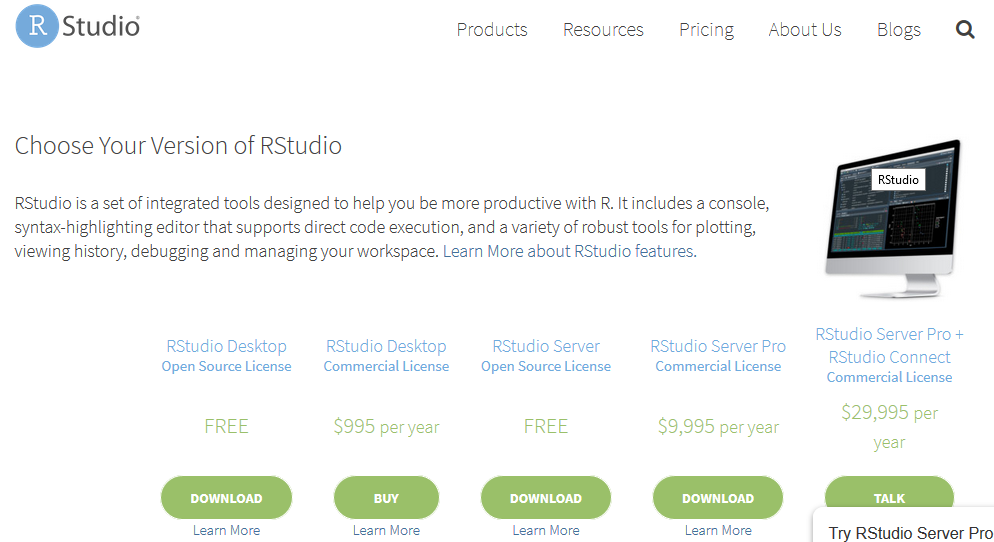 R Studio®
Products Resources Pricing About Us Blogs
Choose Your Version of RStudio
RStudio
RStudio is a set of integrated tools designed to help you be more productive with R. It includes a console,
syntax-highlighting editor that supports direct code execution, and a variety of robust tools for plotting,
viewing history, debugging and managing your workspace. Learn More about RStudio features.
RStudio Desktop
Open Source License
FREE
DOWNLOAD
Learn More
RStudio Desktop
Commercial License
$995 per year
BUY
Learn More
RStudio Server
Open Source License
FREE
DOWNLOAD
Learn More
RStudio Server Pro
Commercial License
$9,995 per year
DOWNLOAD
Learn More
RStudio Server Pro +
RStudio Connect
Commercial License
$29,995 per
year
TALK
Try RStudio Server Pro